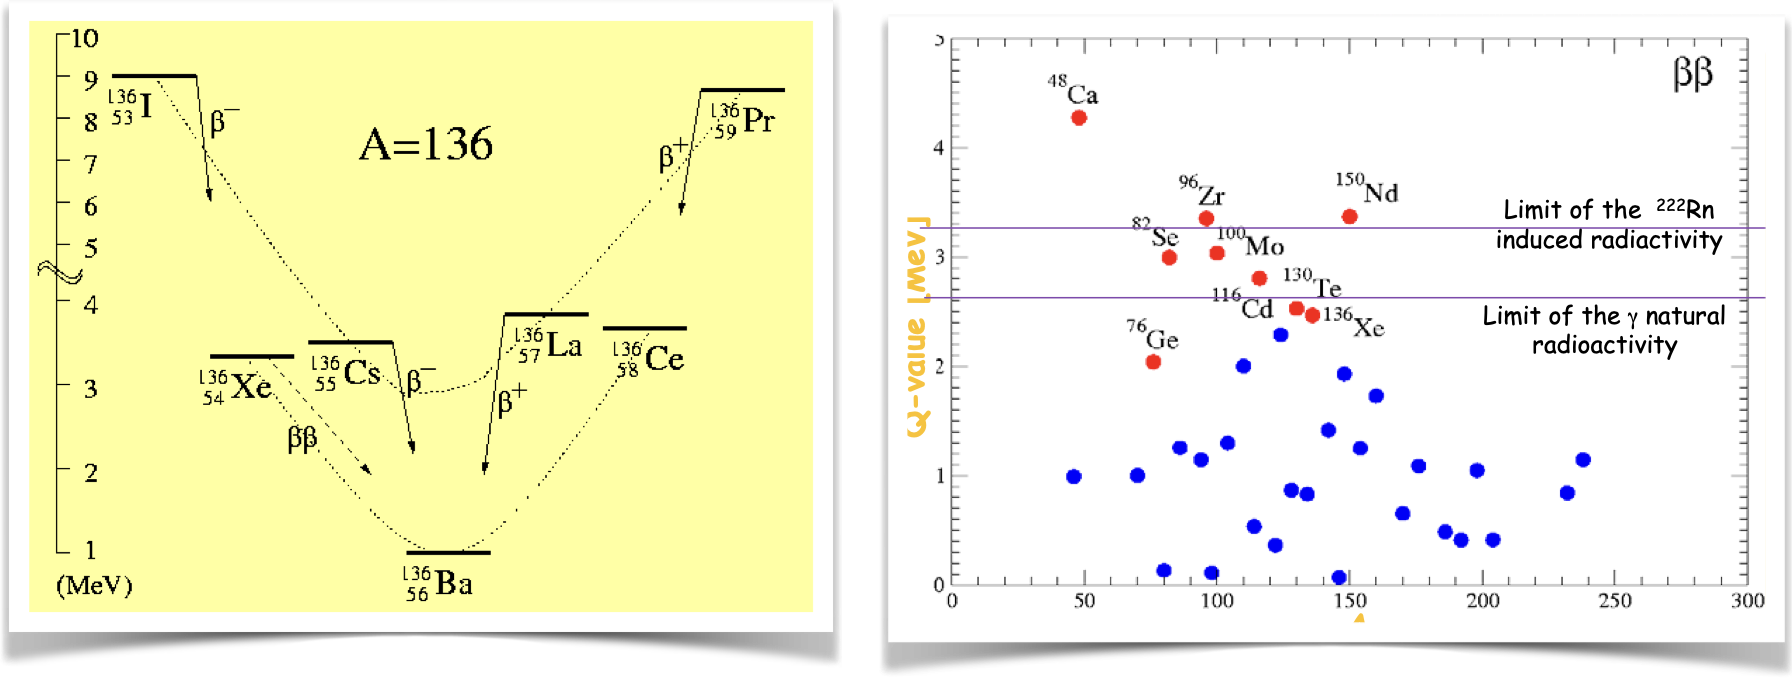 10
9
8
7
6
5
4
3
2
1
(MeV)
A=136
136 53 I
β−
136 59 Pr
β+
136 54 Xe
ββ
136 55 Cs
β−
136 57 La
β+
136 58 Ce
136 56 Ba
ββ
5
4
3
2
1
0
0 50 100 150 200 250 300
Q-value [MeV]
48Ca
96Zr
150Nd
82Se
100Mo
130Te
116Cd
136Xe
76Ge
Limit of the 222Rn
induced radiactivity
Limit of the γ natural
radioactivity